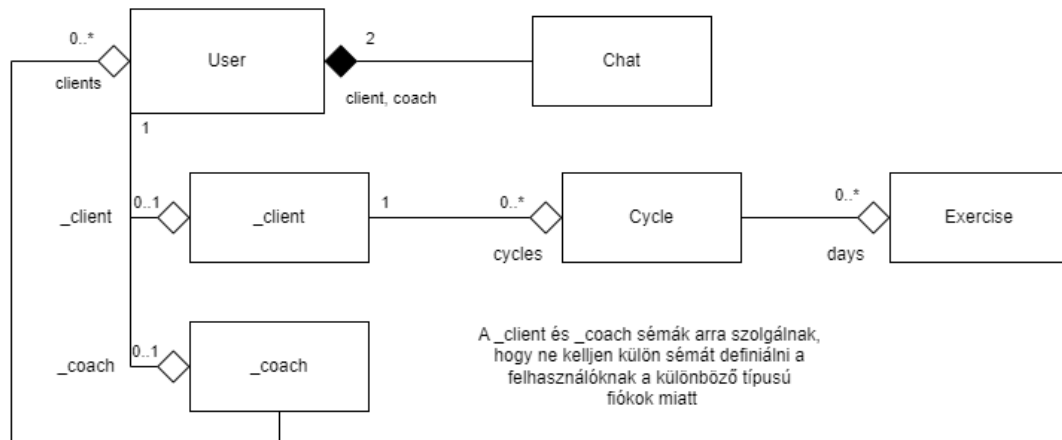 0..*
User
2
Chat
clients
client, coach
1
_client
0..1
_client
1
0..*
Cycle
0..*
Exercise
cycles
days
_coach
0..1
_coach
A _client és _coach sémák arra szolgálnak,
hogy ne kelljen külön sémát definiálni a
felhasználóknak a különböző típusú
fiókok miatt